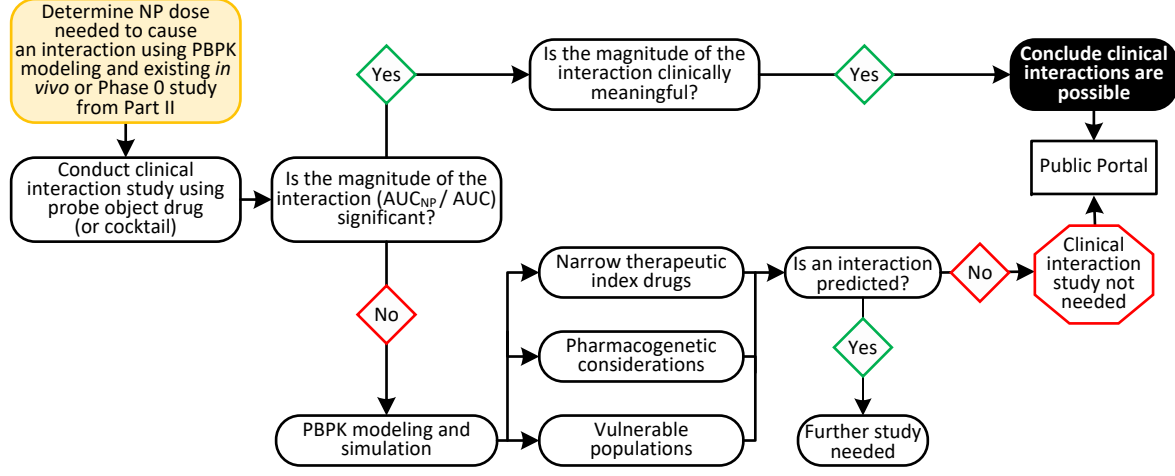 Determine NP dose
needed to cause
an interaction using PBPK
modeling and existing in
vivo or Phase 0 study
from Part II
Conduct clinical
interaction study using
probe object drug
(or cocktail)
Is the magnitude of the
interaction (AUCNP / AUC)
significant?
Yes
Is the magnitude of the
interaction clinically
meaningful?
Yes
Conclude clinical
interactions are
possible
Public Portal
No
PBPK modeling and
simulation
Narrow therapeutic
index drugs
Pharmacogenetic
considerations
Vulnerable
populations
Is an interaction
predicted?
No
Clinical
interaction
study not
needed
Yes
Further study
needed